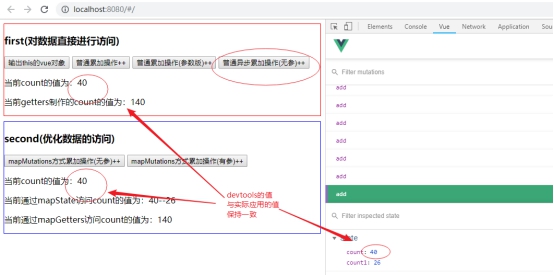 localhost:8080/#/
first(对数据直接进行访问)
输出this的vue对象 普通累加操作++ 普通累加操作(参数版)++ 普通异步累加操作(无参)++
当前count的值为：40
当前getters制作的count的值为：140
second(优化数据的访问)
mapMutations方式累加操作(无参)++ mapMutations方式累加操作(有参)++
当前count的值为：40
当前通过mapState访问count的值为：40--26
当前通过mapGetters访问count的值为：140
devtools的值
与实际应用的值
保持一致
Elements Console Vue Sources Network
Filter mutations
add
add
add
add
add
add
add
Filter inspected state
state
count: 40
count1: 26